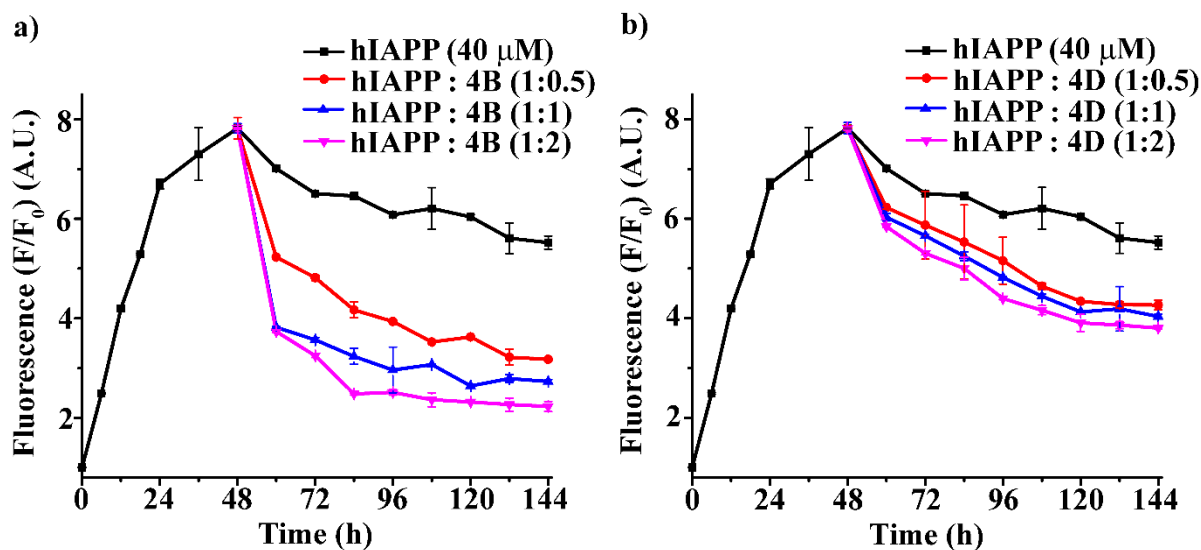 a)
hIAPP (40 μM)
hIAPP : 4B (1:0.5)
hIAPP : 4B (1:1)
hIAPP : 4B (1:2)
Fluorescence (F/F0) (A.U.)
8
6
4
2
0 24 48 72 96 120 144
Time (h)
b)
hIAPP (40 μM)
hIAPP : 4D (1:0.5)
hIAPP : 4D (1:1)
hIAPP : 4D (1:2)
Fluorescence (F/F0) (A.U.)
8
6
4
2
0 24 48 72 96 120 144
Time (h)